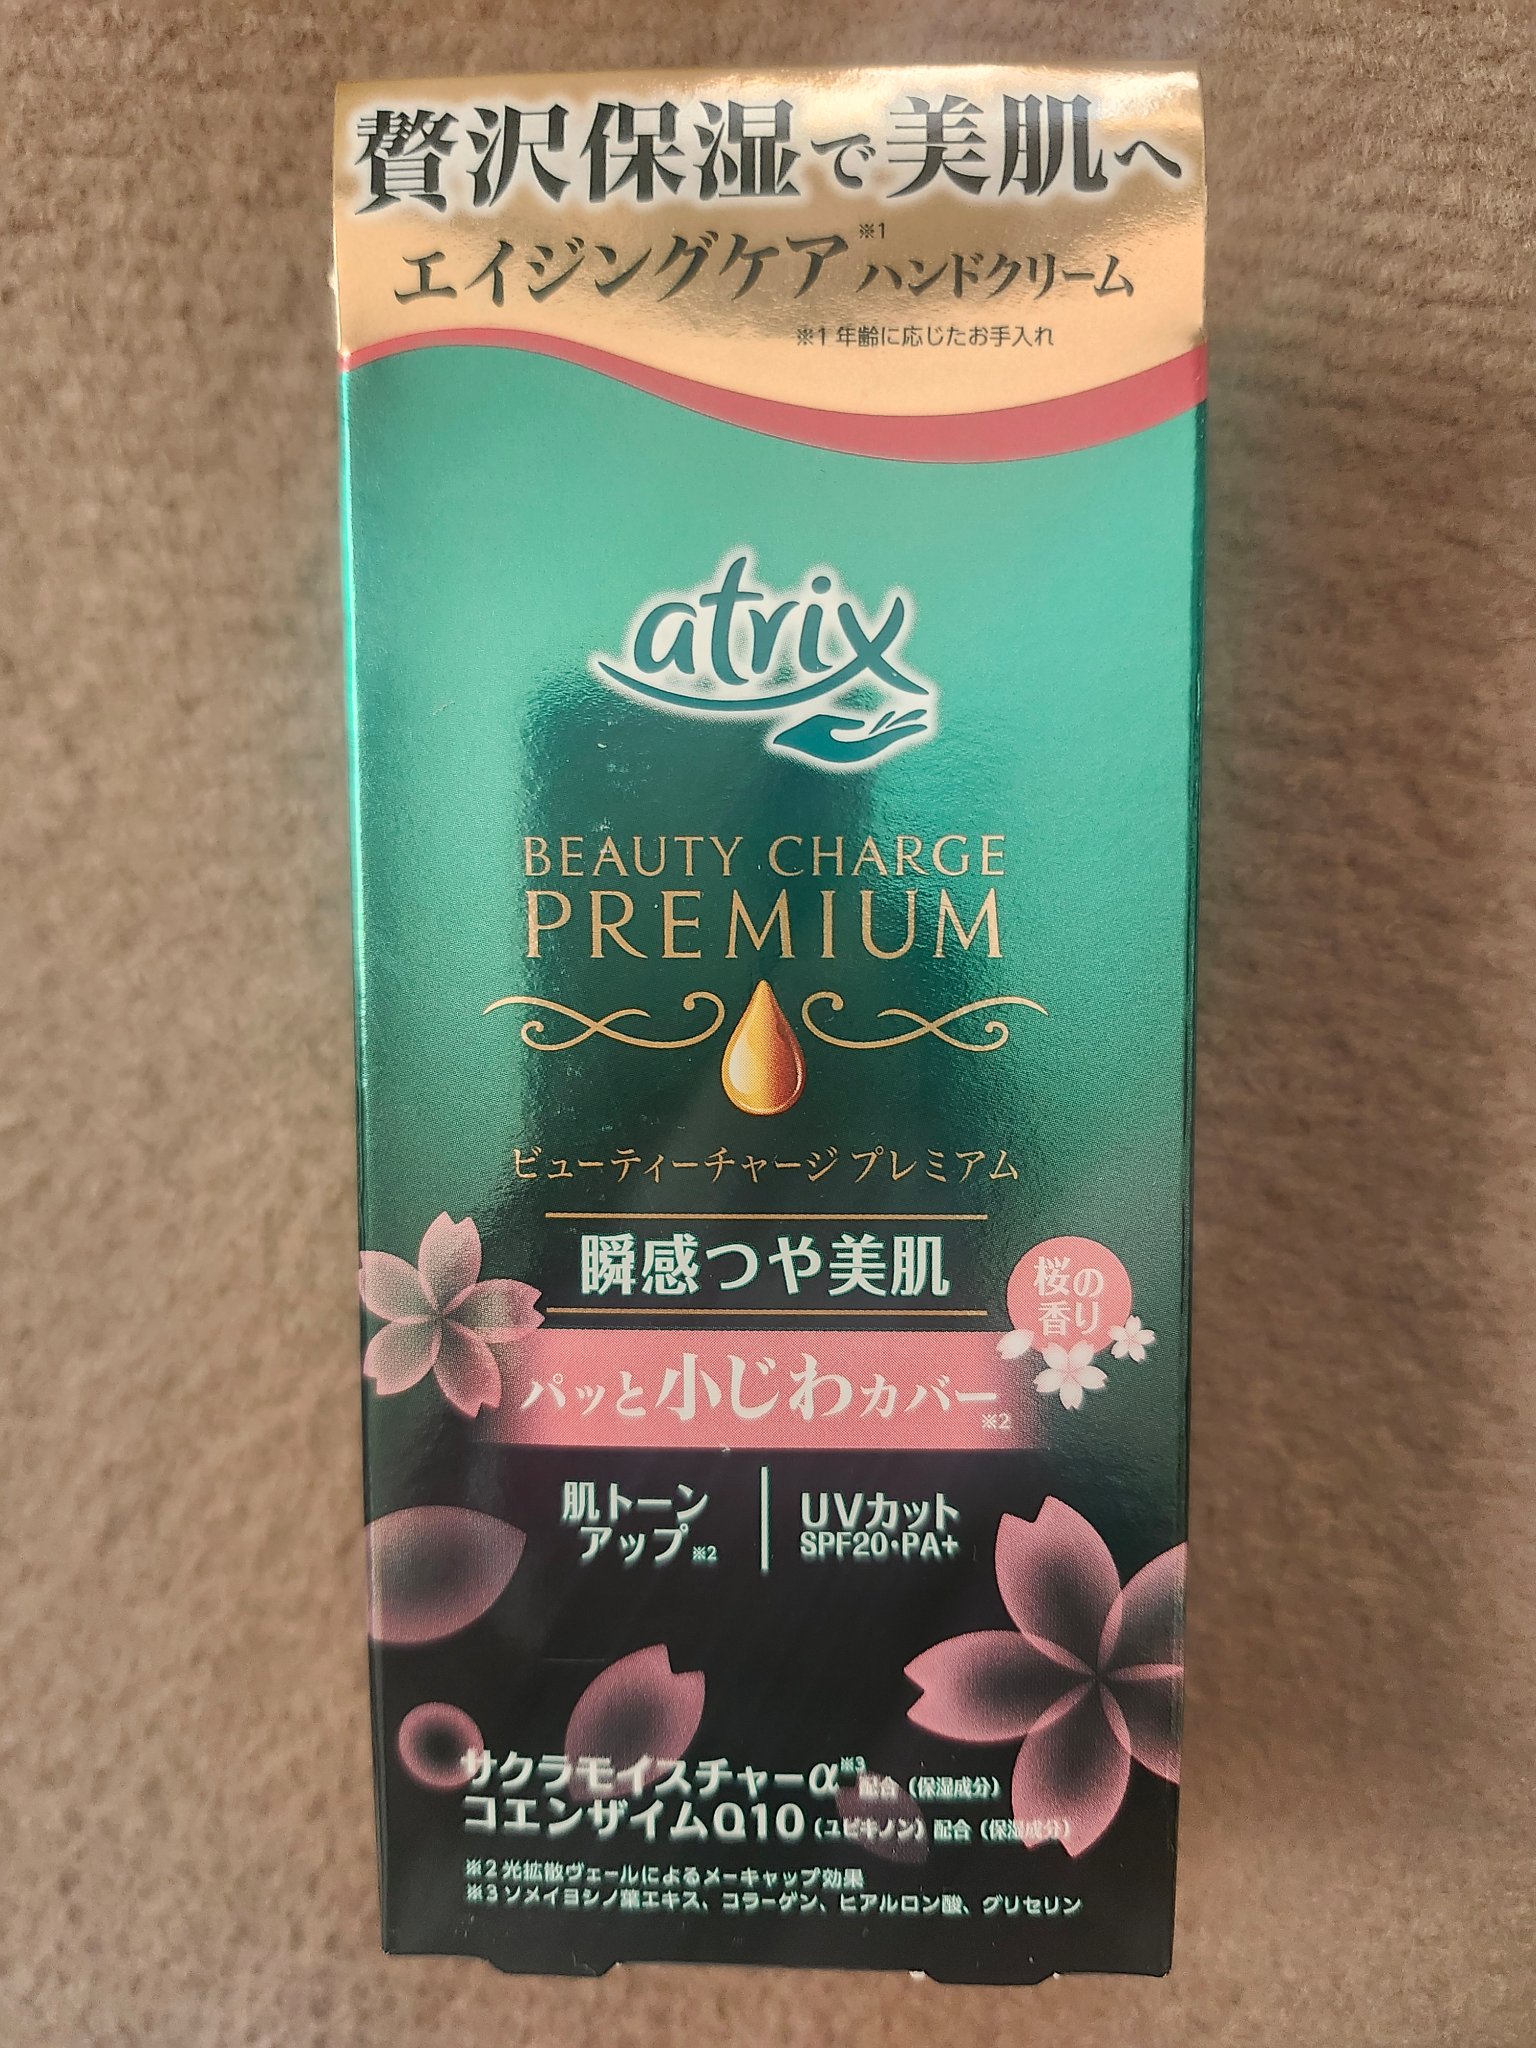 贅沢保湿で美肌へ
エイジングケア※1ハンドクリーム
※1 年齢に応じたお手入れ
atrix
BEAUTY CHARGE
PREMIUM
ビューティーチャージ プレミアム
瞬感つや美肌
桜の
香り
パッと小じわカバー※2
肌トーン
アップ※2
UVカット
SPF20・PA+
サクラモイスチャーα※3配合（保湿成分）
コエンザイムQ10（ユビキノン）配合（保湿成分）
※2 光拡散ヴェールによるメーキャップ効果
※3 ソメイヨシノ葉エキス、コラーゲン、ヒアルロン酸、グリセリン